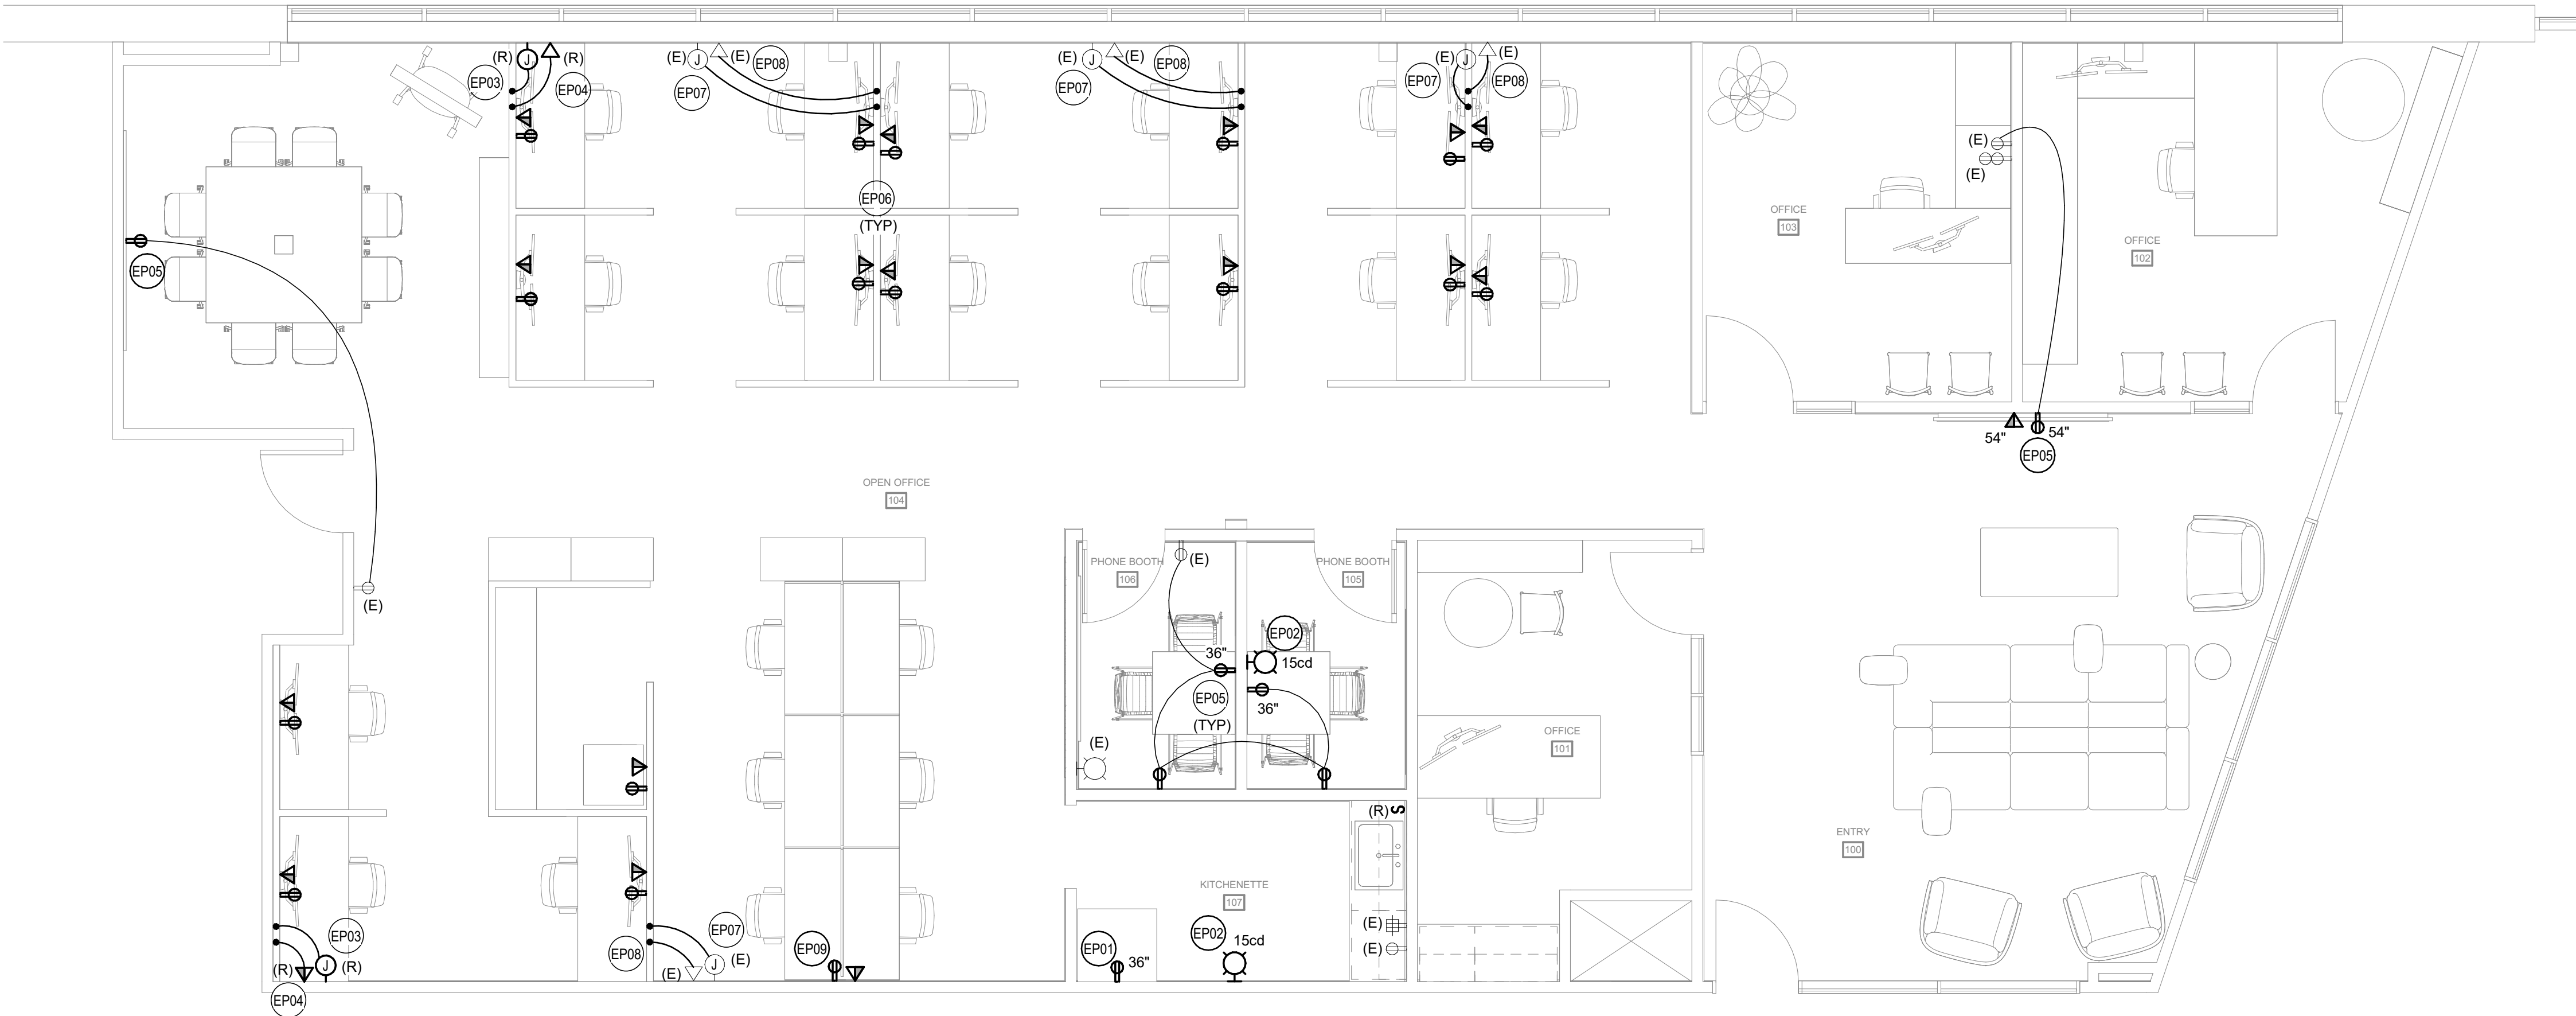 (R)
J
(R)
EP03
EP04
(E)
J
(E)
EP08
EP07
(E)
J
(E)
EP08
EP07
(E)
J
(E)
EP07
EP08
EP06
(TYP)
(E)
(E)
OFFICE
103
OFFICE
102
EP05
54"
54"
EP05
OPEN OFFICE
104
(E)
PHONE BOOTH
106
(E)
PHONE BOOTH
105
EP02
15cd
36"
EP05
(TYP)
36"
(E)
OFFICE
101
(R)
S
ENTRY
100
KITCHENETTE
107
(E)
(E)
EP02
15cd
EP01
36"
EP03
(R)
J
(R)
EP04
EP07
EP08
(E)
J
(E)
EP09